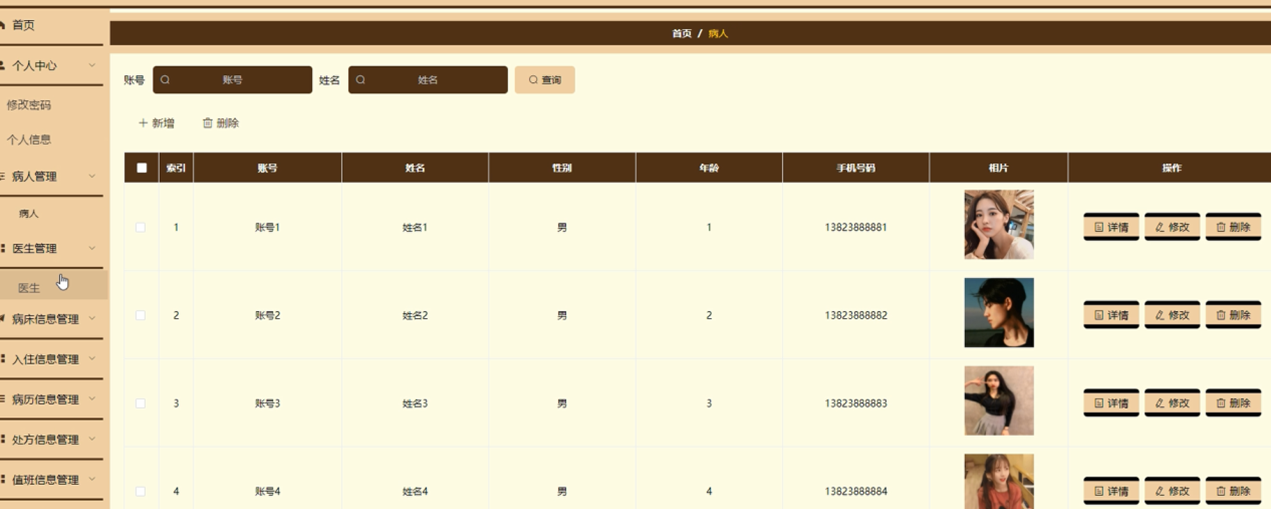 首页
个人中心
修改密码
个人信息
病人管理
病人
医生管理
医生
病床信息管理
入住信息管理
病历信息管理
处方信息管理
值班信息管理
首页 / 病人
账号 账号 姓名 姓名 查询
新增 删除
索引 账号 姓名 性别 年龄 手机号码 相片 操作
1 账号1 姓名1 男 1 13823888881 详情 修改 删除
2 账号2 姓名2 男 2 13823888882 详情 修改 删除
3 账号3 姓名3 男 3 13823888883 详情 修改 删除
4 账号4 姓名4 男 4 13823888884 详情 修改 删除